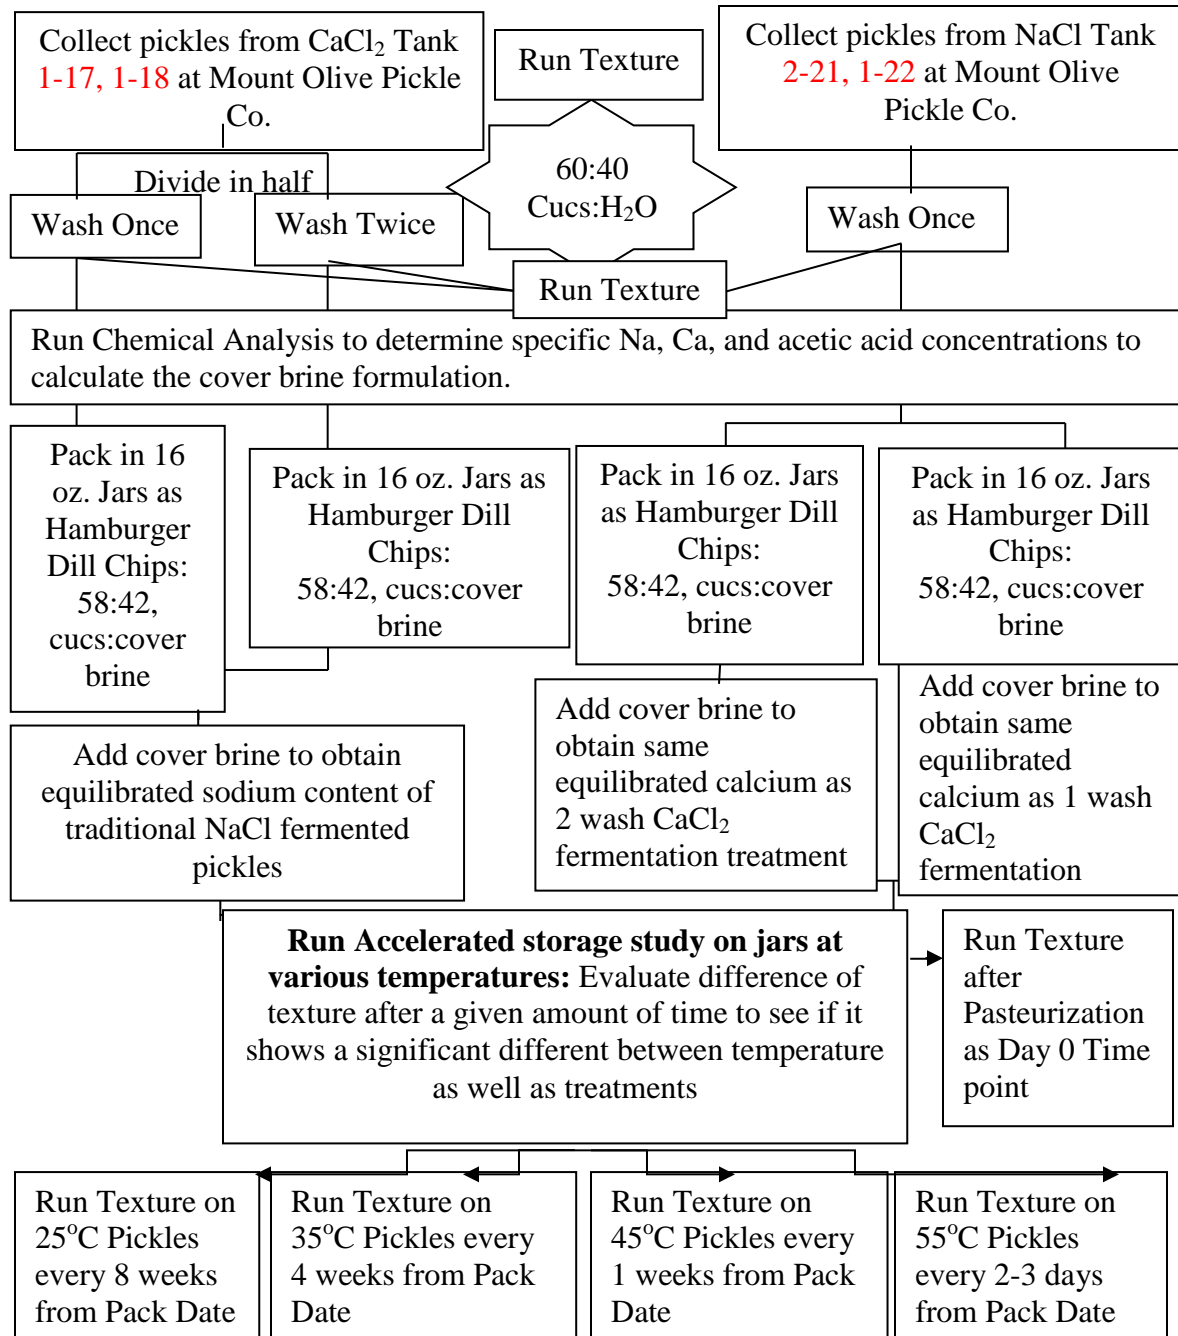 Collect pickles from CaCl₂ Tank
1-17, 1-18 at Mount Olive Pickle
Co.
Run Texture
Collect pickles from NaCl Tank
2-21, 1-22 at Mount Olive
Pickle Co.
Divide in half
60:40
Cucs:H₂O
Wash Once
Wash Twice
Wash Once
Run Texture
Run Chemical Analysis to determine specific Na, Ca, and acetic acid concentrations to
calculate the cover brine formulation.
Pack in 16
oz. Jars as
Hamburger
Dill Chips:
58:42,
cucs:cover
brine
Pack in 16 oz. Jars as
Hamburger Dill
Chips:
58:42, cucs:cover
brine
Pack in 16 oz. Jars
as Hamburger Dill
Chips:
58:42, cucs:cover
brine
Pack in 16 oz. Jars
as Hamburger Dill
Chips:
58:42, cucs:cover
brine
Add cover brine to obtain
equilibrated sodium content of
traditional NaCl fermented
pickles
Add cover brine to
obtain same
equilibrated calcium as
2 wash CaCl₂
fermentation treatment
Add cover brine to
obtain same
equilibrated
calcium as 1 wash
CaCl₂
fermentation
Run Accelerated storage study on jars at
various temperatures: Evaluate difference of
texture after a given amount of time to see if it
shows a significant different between temperature
as well as treatments
Run Texture
after
Pasteurization
as Day 0 Time
point
Run Texture on
25°C Pickles
every 8 weeks
from Pack Date
Run Texture on
35°C Pickles every
4 weeks from Pack
Date
Run Texture on
45°C Pickles every
1 weeks from Pack
Date
Run Texture on
55°C Pickles
every 2-3 days
from Pack Date